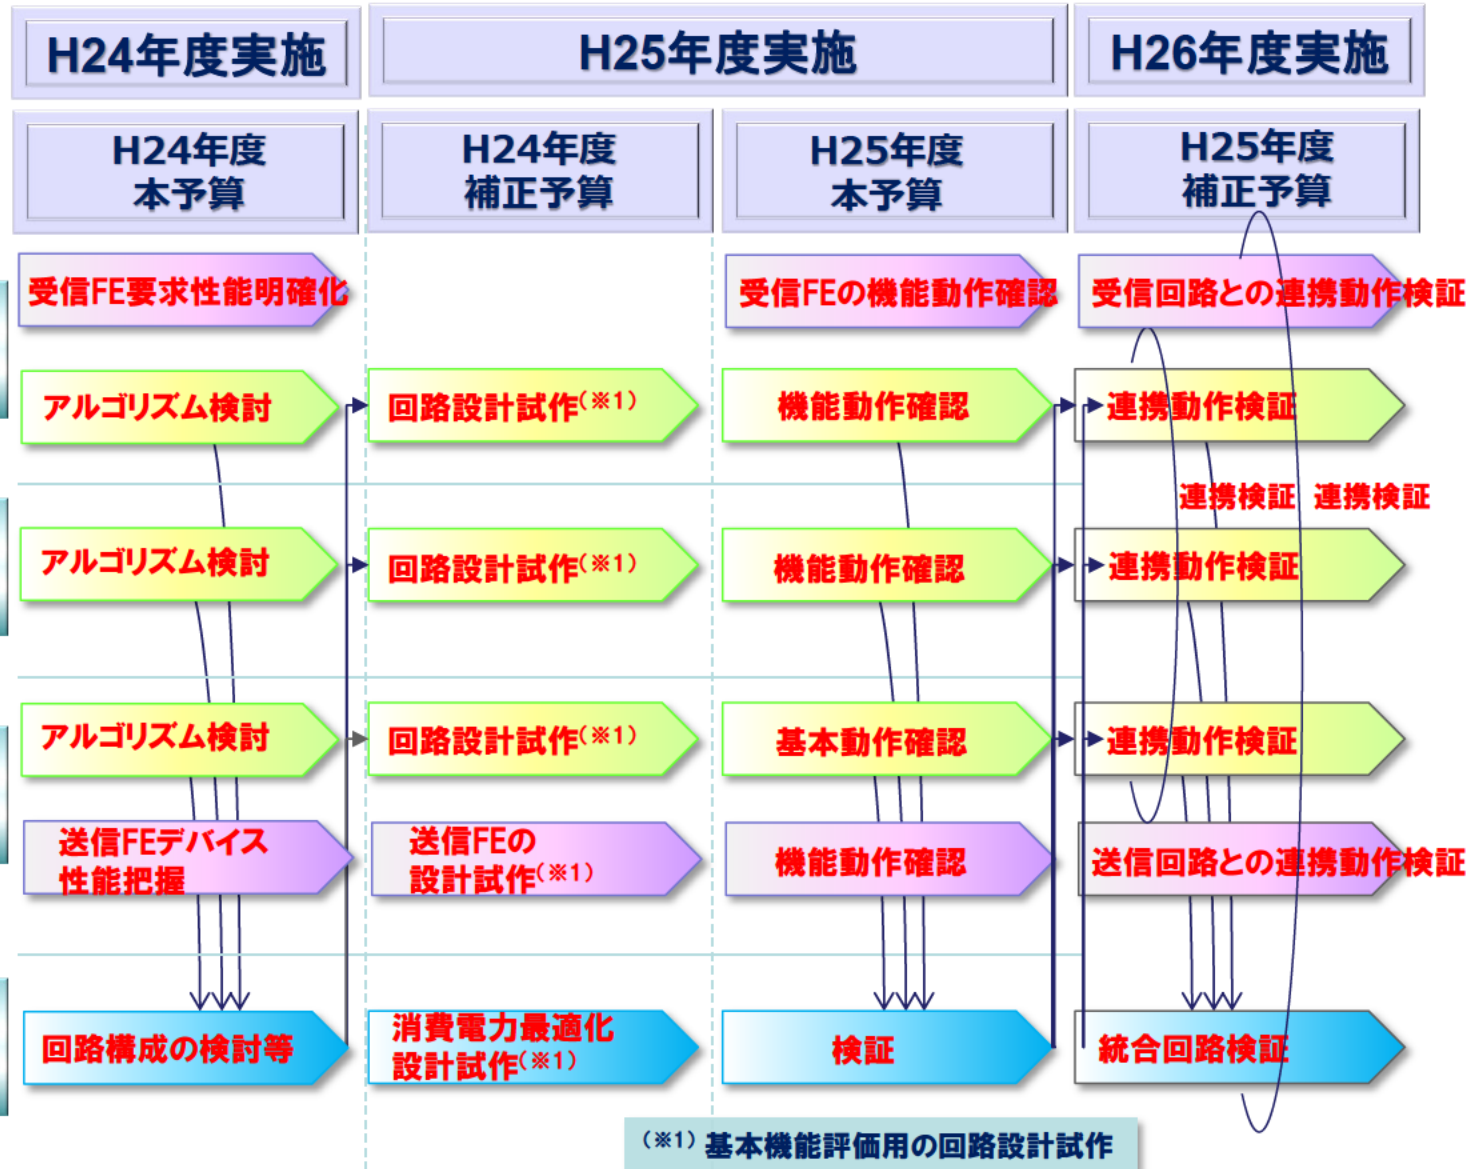 H24年度実施
H25年度実施
H26年度実施
H24年度
本予算
H24年度
補正予算
H25年度
本予算
H25年度
補正予算
受信FE要求性能明確化
受信FEの機能動作確認
受信回路との連携動作検証
アルゴリズム検討
回路設計試作(※1)
機能動作確認
連携動作検証
連携検証
連携検証
アルゴリズム検討
回路設計試作(※1)
機能動作確認
連携動作検証
アルゴリズム検討
回路設計試作(※1)
基本動作確認
連携動作検証
送信FEデバイス
性能把握
送信FEの
設計試作(※1)
機能動作確認
送信回路との連携動作検証
回路構成の検討等
消費電力最適化
設計試作(※1)
検証
統合回路検証
(※1) 基本機能評価用の回路設計試作